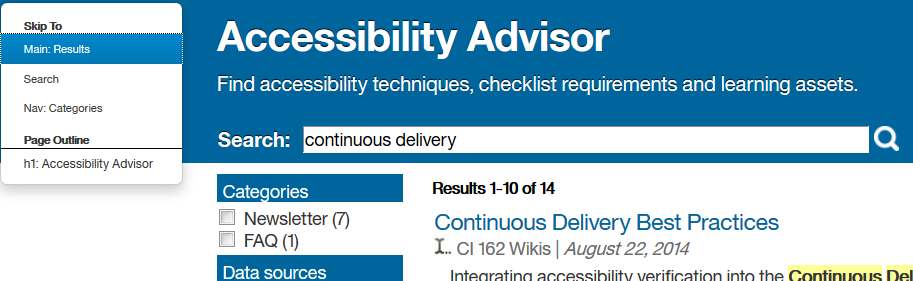 Skip To
Main: Results
Search
Nav: Categories
Page Outline
h1: Accessibility Advisor
Accessibility Advisor
Find accessibility techniques, checklist requirements and learning assets.
Search: continuous delivery
Categories
Newsletter (7)
FAQ (1)
Data sources
Results 1-10 of 14
Continuous Delivery Best Practices
CI 162 Wikis | August 22, 2014
Integrating accessibility verification into the Continuous Del